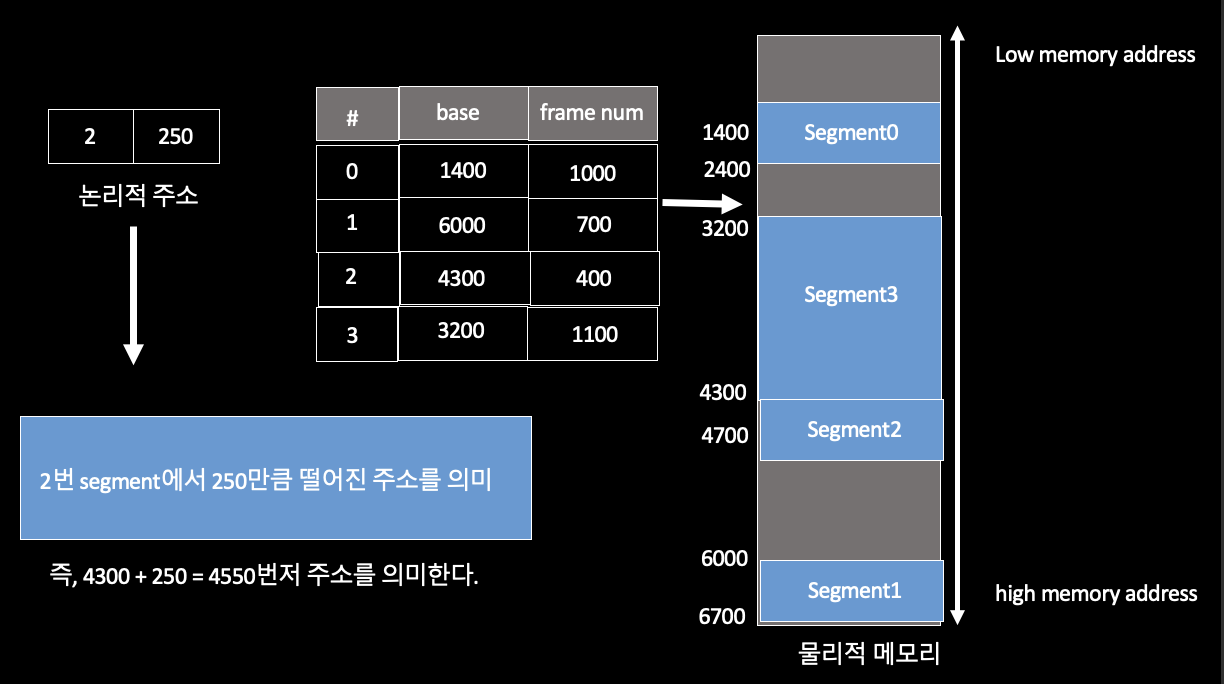 2 250
논리적 주소
# base frame num
0 1400 1000
1 6000 700
2 4300 400
3 3200 1100
2번 segment에서 250만큼 떨어진 주소를 의미
즉, 4300 + 250 = 4550번저 주소를 의미한다.
Low memory address
1400 Segment0
2400
3200
Segment3
4300
4700 Segment2
6000
Segment1
high memory address
6700
물리적 메모리